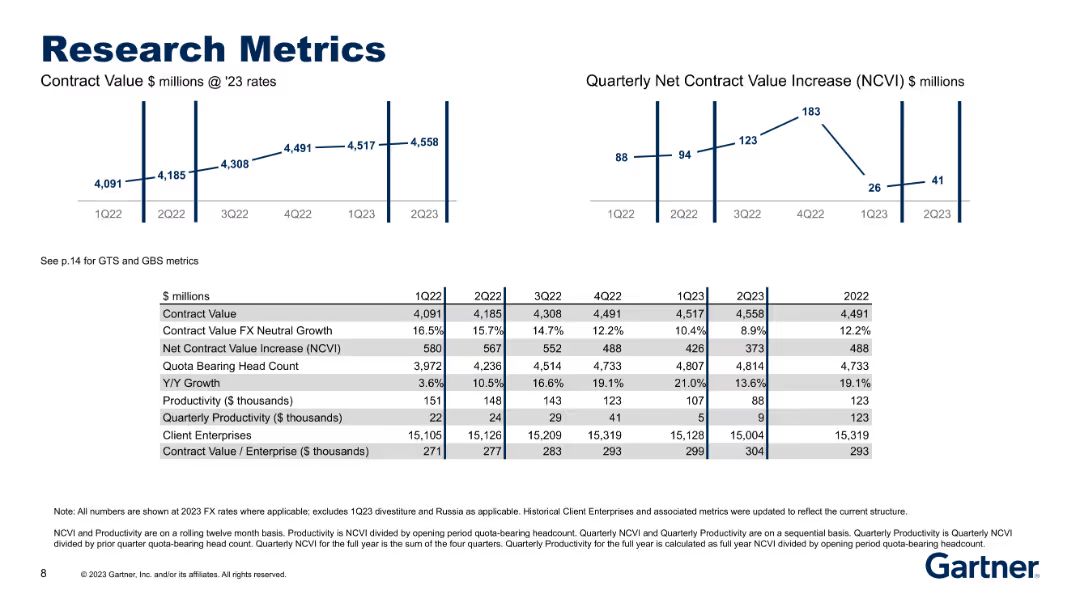 Research Metrics
Contract Value $ millions @ '23 rates
4,091 4,185 4,308 4,491 4,517 4,558
1Q22 2Q22 3Q22 4Q22 1Q23 2Q23
Quarterly Net Contract Value Increase (NCVI) $ millions
88 94 123 183 26 41
1Q22 2Q22 3Q22 4Q22 1Q23 2Q23
See p.14 for GTS and GBS metrics
$ millions 1Q22 2Q22 3Q22 4Q22 1Q23 2Q23 2022
Contract Value 4,091 4,185 4,308 4,491 4,517 4,558 4,491
Contract Value FX Neutral Growth 16.5% 15.7% 14.7% 12.2% 10.4% 8.9% 12.2%
Net Contract Value Increase (NCVI) 580 567 552 488 426 373 488
Quota Bearing Head Count 3,972 4,236 4,514 4,733 4,807 4,814 4,733
Y/Y Growth 3.6% 10.5% 16.6% 19.1% 21.0% 13.6% 19.1%
Productivity ($ thousands) 151 148 143 123 107 88 123
Quarterly Productivity ($ thousands) 22 24 29 41 5 9 123
Client Enterprises 15,105 15,126 15,209 15,319 15,128 15,004 15,319
Contract Value / Enterprise ($ thousands) 271 277 283 293 299 304 293
Note: All numbers are shown at 2023 FX rates where applicable; excludes 1Q23 divestiture and Russia as applicable. Historical Client Enterprises and associated metrics were updated to reflect the current structure.
NCVI and Productivity are on a rolling twelve month basis. Productivity is NCVI divided by opening period quota-bearing headcount. Quarterly NCVI and Quarterly Productivity are on a sequential basis. Quarterly Productivity is Quarterly NCVI
divided by prior quarter quota-bearing head count. Quarterly NCVI for the full year is the sum of the four quarters. Quarterly Productivity for the full year is calculated as full year NCVI divided by opening period quota-bearing headcount.
8 © 2023 Gartner, Inc. and/or its affiliates. All rights reserved.
Gartner